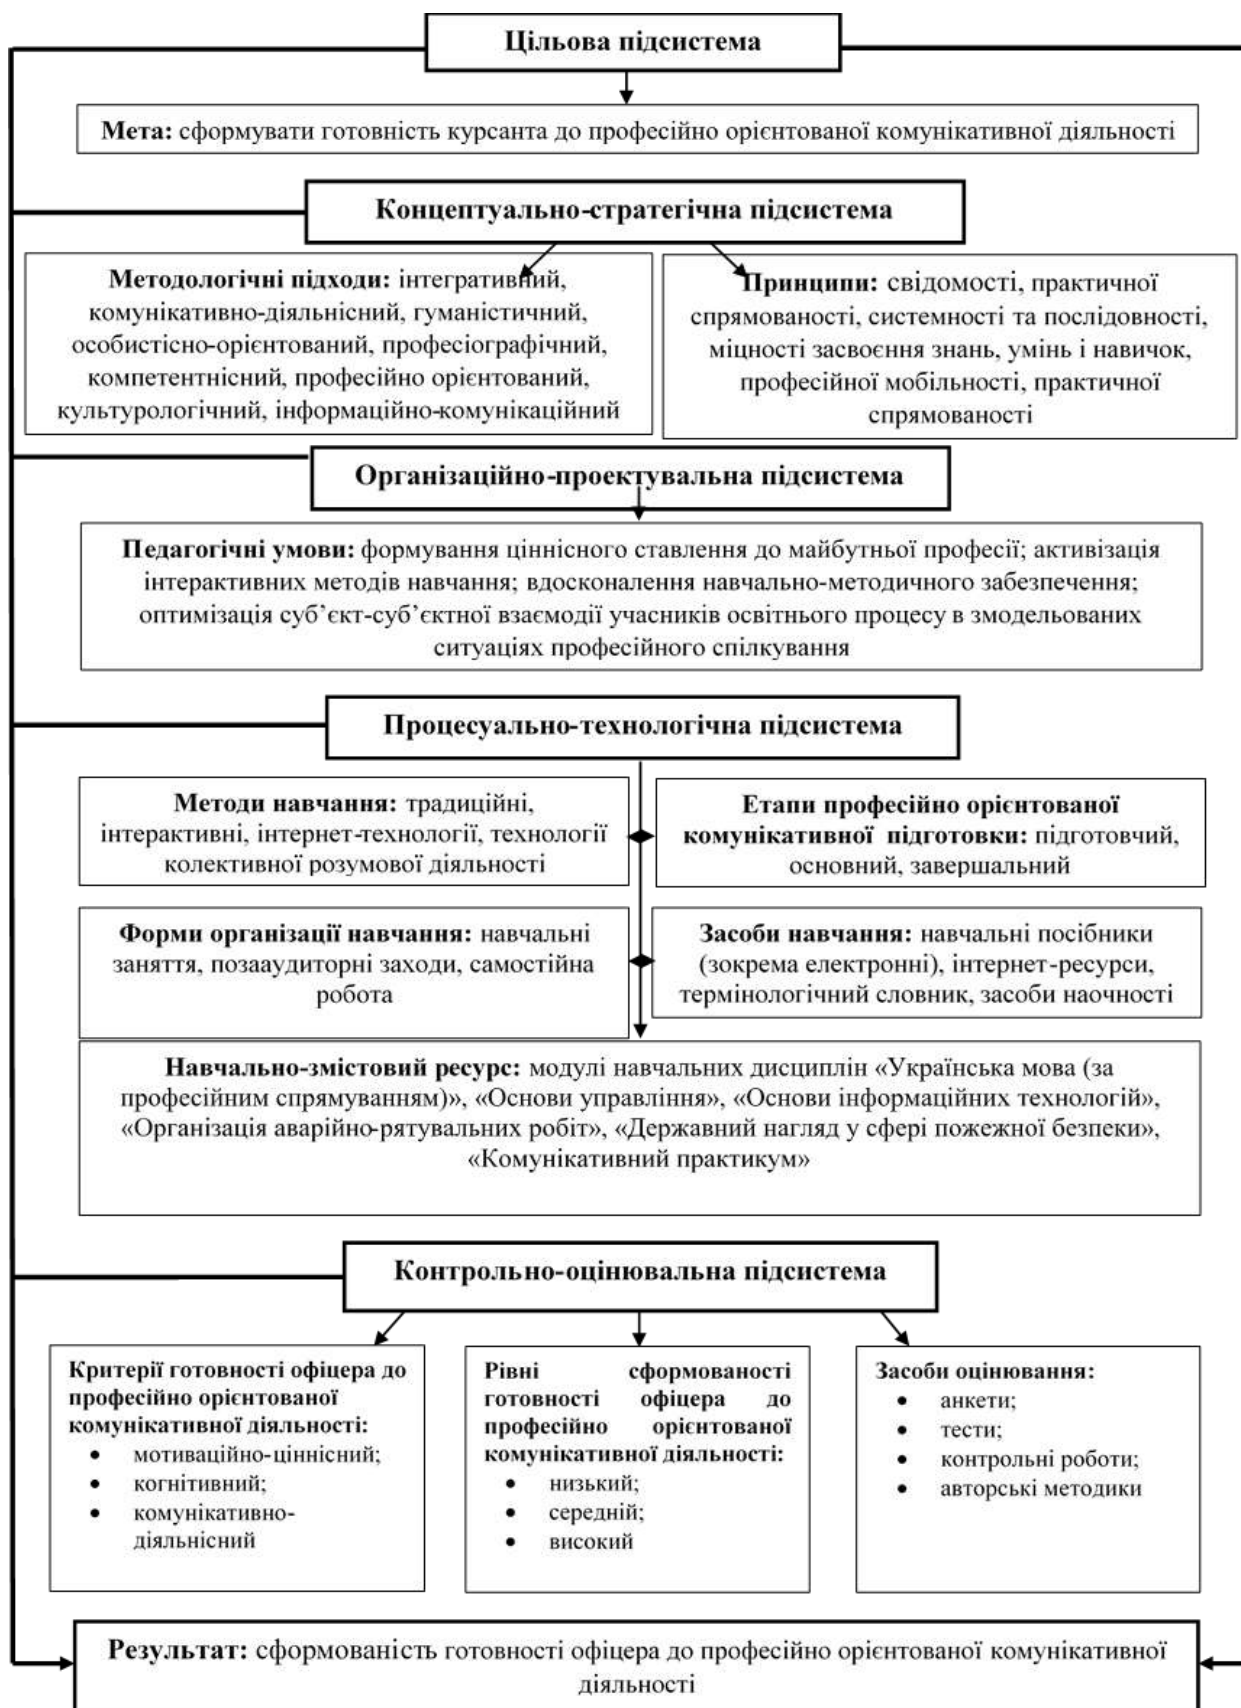 Цільова підсистема
Мета: сформувати готовність курсанта до професійно орієнтованої комунікативної діяльності
Концептуально-стратегічна підсистема
Методологічні підходи: інтегративний,
комунікативно-діяльнісний, гуманістичний,
особистісно-орієнтований, професіографічний,
компетентнісний, професійно орієнтований,
культурологічний, інформаційно-комунікаційний
Принципи: свідомості, практичної
спрямованості, системності та послідовності,
міцності засвоєння знань, умінь і навичок,
професійної мобільності, практичної
спрямованості
Організаційно-проектувальна підсистема
Педагогічні умови: формування ціннісного ставлення до майбутньої професії; активізація
інтерактивних методів навчання; вдосконалення навчально-методичного забезпечення;
оптимізація суб’єкт-суб’єктної взаємодії учасників освітнього процесу в змодельованих
ситуаціях професійного спілкування
Процесуально-технологічна підсистема
Методи навчання: традиційні,
інтерактивні, інтернет-технології, технології
колективної розумової діяльності
Етапи професійно орієнтованої
комунікативної підготовки: підготовчий,
основний, завершальний
Форми організації навчання: навчальні
заняття, позааудиторні заходи, самостійна
робота
Засоби навчання: навчальні посібники
(зокрема електронні), інтернет-ресурси,
термінологічний словник, засоби наочності
Навчально-змістовий ресурс: модулі навчальних дисциплін «Українська мова (за
професійним спрямуванням)», «Основи управління», «Основи інформаційних технологій»,
«Організація аварійно-рятувальних робіт», «Державний нагляд у сфері пожежної безпеки»,
«Комунікативний практикум»
Контрольно-оцінювальна підсистема
Критерії готовності офіцера до
професійно орієнтованої
комунікативної діяльності:
• мотиваційно-ціннісний;
• когнітивний;
• комунікативно-
діяльнісний
Рівні сформованості
готовності офіцера до
професійно орієнтованої
комунікативної діяльності:
• низький;
• середній;
• високий
Засоби оцінювання:
• анкети;
• тести;
• контрольні роботи;
• авторські методики
Результат: сформованість готовності офіцера до професійно орієнтованої комунікативної
діяльності